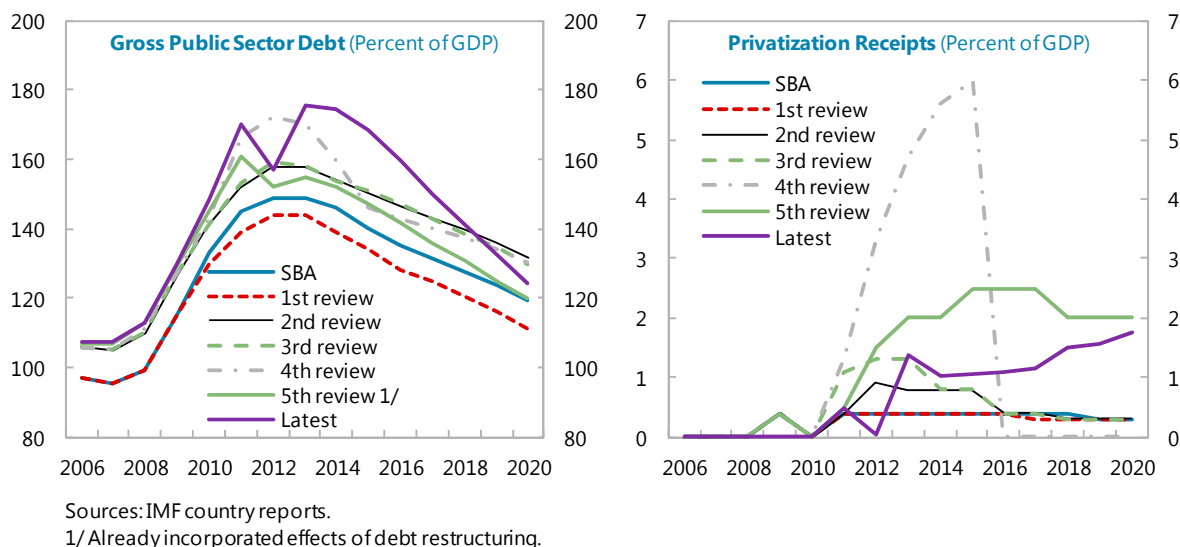 Gross Public Sector Debt (Percent of GDP)
200
180
160
140
120
100
80
200
180
160
140
120
100
80
SBA
1st review
2nd review
3rd review
4th review
5th review 1/
Latest
2006 2008 2010 2012 2014 2016 2018 2020
Privatization Receipts (Percent of GDP)
7
6
5
4
3
2
1
0
7
6
5
4
3
2
1
0
SBA
1st review
2nd review
3rd review
4th review
5th review
Latest
2006 2008 2010 2012 2014 2016 2018 2020
Sources: IMF country reports.
1/ Already incorporated effects of debt restructuring.